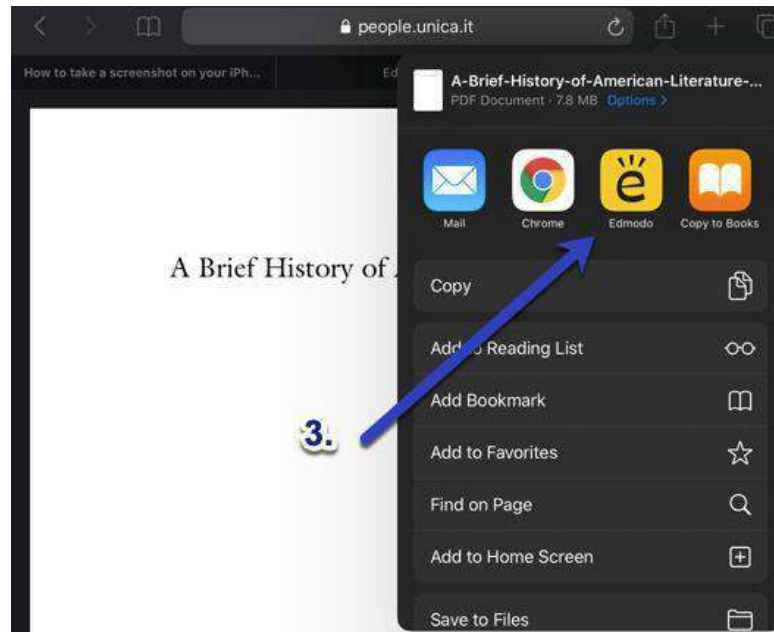 people.unica.it
How to take a screenshot on your iPh...
Ed
A-Brief-History-of-American-Literature-...
PDF Document · 7.8 MB Options >
Mail Chrome Edmodo Copy to Books
A Brief History of
Copy
Add to Reading List
Add Bookmark
3.
Add to Favorites
Find on Page
Add to Home Screen
Save to Files